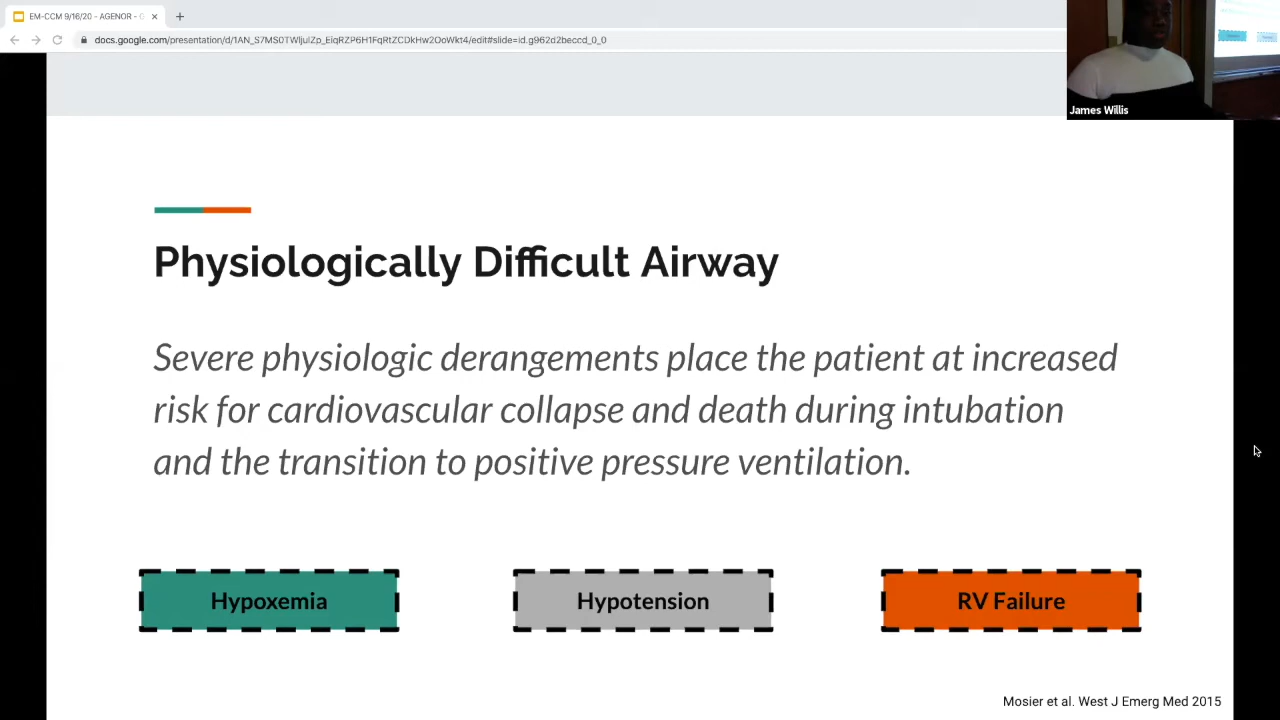 EM-CCM 9/16/20 - AGENOR - G
docs.google.com/presentation/d/1AN_S7MS0TWljulZp_EiqRZP6H1FqRtZCDkHw2OoWkt4/edit#slide=id.g962d2beccd_0_0
James Willis
Physiologically Difficult Airway
Severe physiologic derangements place the patient at increased
risk for cardiovascular collapse and death during intubation
and the transition to positive pressure ventilation.
Hypoxemia
Hypotension
RV Failure
Mosier et al. West J Emerg Med 2015